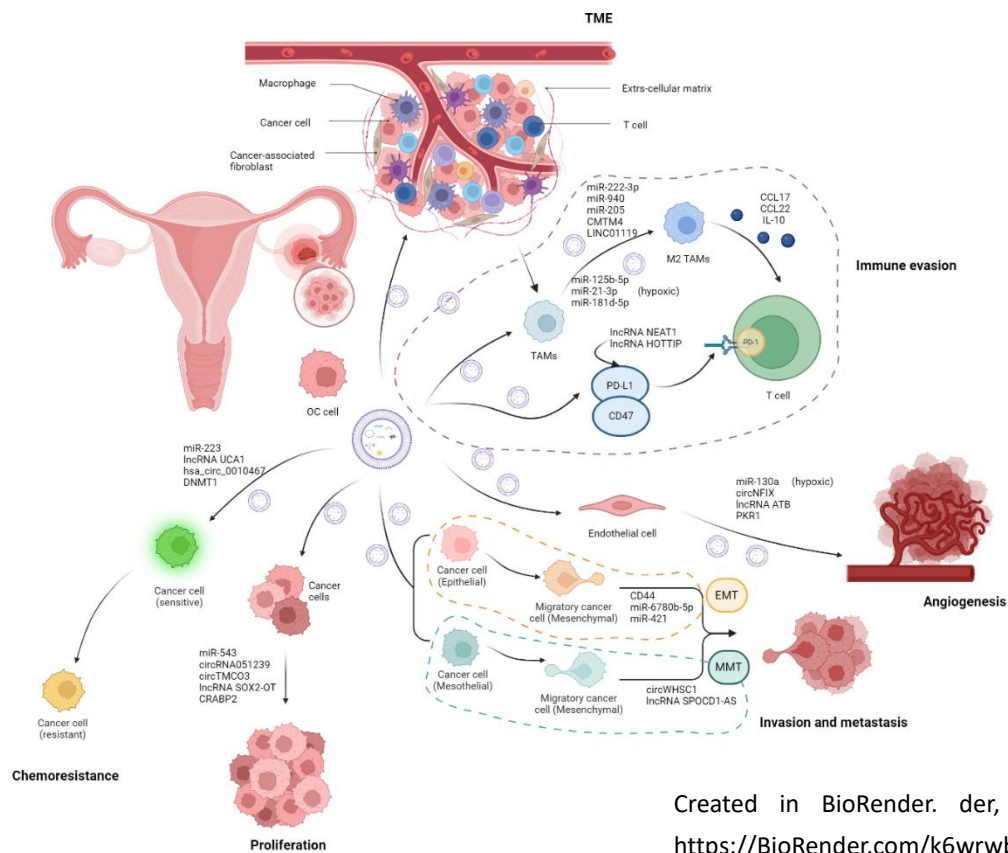 TME
Macrophage
Cancer cell
Cancer-associated
fibroblast
Extrs-cellular matrix
T cell
miR-222-3p
miR-940
miR-205
CMTM4
LINC01119
CCL17
CCL22
IL-10
M2 TAMs
Immune evasion
miR-125b-5p
miR-21-3p (hypoxic)
miR-181d-5p
TAMs
lncRNA NEAT1
lncRNA HOTTIP
PD-1
PD-L1
CD47
T cell
OC cell
miR-223
lncRNA UCA1
hsa_circ_0010467
DNMT1
miR-130a (hypoxic)
circNFIX
lncRNA ATB
PKR1
Endothelial cell
Angiogenesis
Cancer cell
(sensitive)
Cancer
cells
Cancer cell
(Epithelial)
Migratory cancer
cell (Mesenchymal)
CD44
miR-6780b-5p
miR-421
EMT
Cancer cell
(Mesothelial)
Migratory cancer
cell (Mesenchymal)
MMT
circWHSC1
lncRNA SPOCD1-AS
Invasion and metastasis
miR-543
circRNA051239
circTMCO3
lncRNA SOX2-OT
CRABP2
Cancer cell
(resistant)
Chemoresistance
Proliferation
Created in BioRender. der,